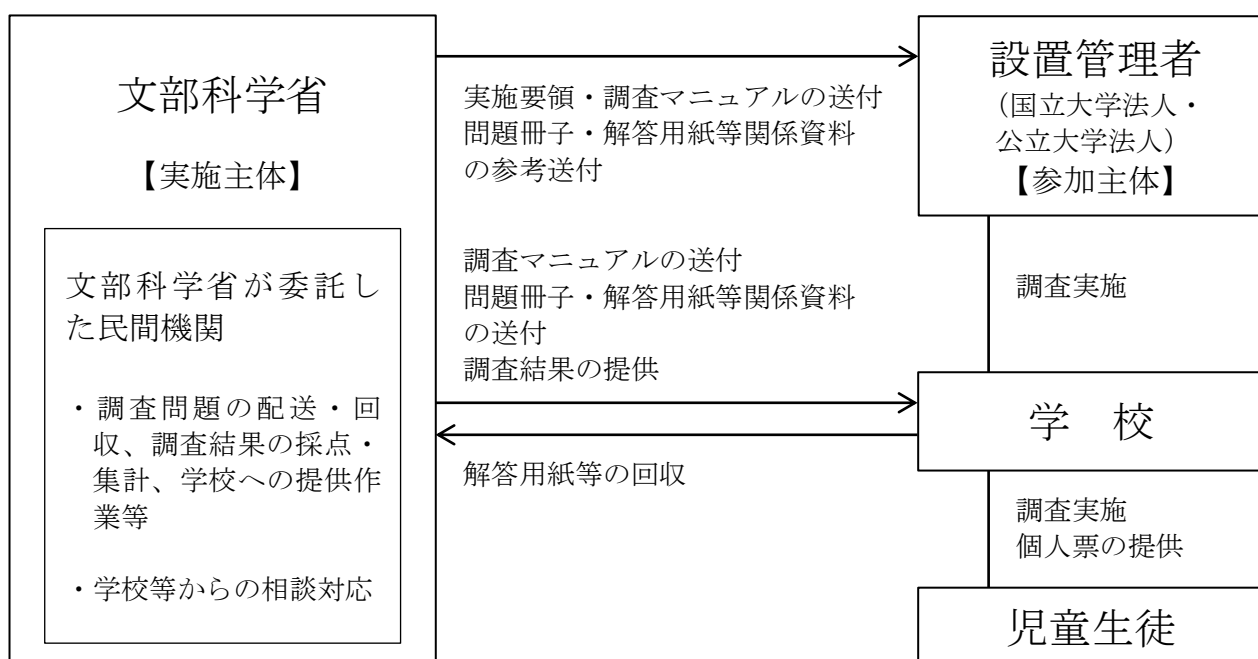 文部科学省
【実施主体】
文部科学省が委託し
た民間機関
・調査問題の配送・回
収、調査結果の採点・
集計、学校への提供作
業等
・学校等からの相談対応
実施要領・調査マニュアルの送付
問題冊子・解答用紙等関係資料
の参考送付
調査マニュアルの送付
問題冊子・解答用紙等関係資料
の送付
調査結果の提供
解答用紙等の回収
設置管理者
(国立大学法人・
公立大学法人)
【参加主体】
調査実施
学 校
調査実施
個人票の提供
児童生徒